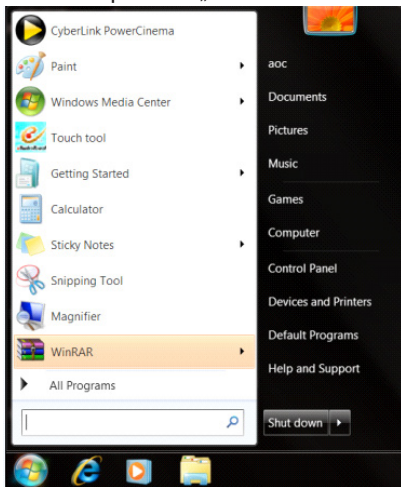 CyberLink PowerCinema
Paint
Windows Media Center
Touch tool
Getting Started
Calculator
Sticky Notes
Snipping Tool
Magnifier
WinRAR
All Programs
aoc
Documents
Pictures
Music
Games
Computer
Control Panel
Devices and Printers
Default Programs
Help and Support
Shut down